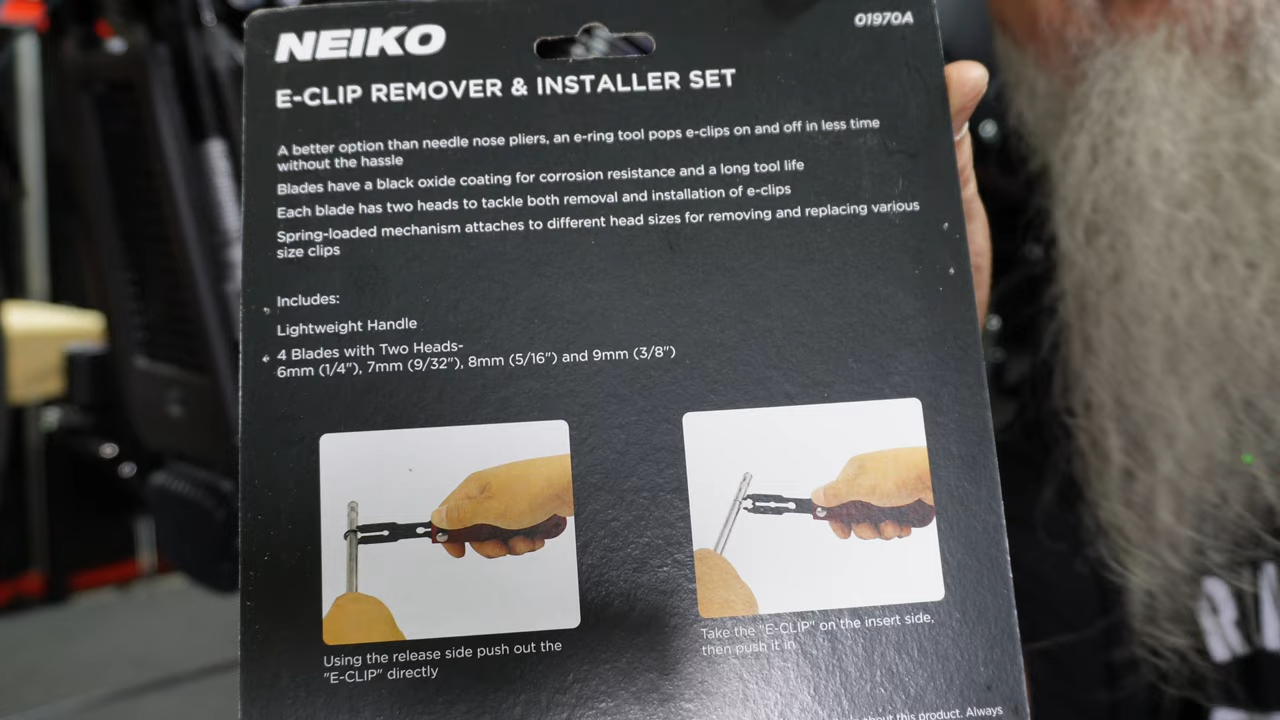 NEIKO
01970A
E-CLIP REMOVER & INSTALLER SET
A better option than needle nose pliers, an e-ring tool pops e-clips on and off in less time
without the hassle
Blades have a black oxide coating for corrosion resistance and a long tool life
Each blade has two heads to tackle both removal and installation of e-clips
Spring-loaded mechanism attaches to different head sizes for removing and replacing various
size clips
Includes:
Lightweight Handle
4 Blades with Two Heads-
6mm (1/4"), 7mm (9/32"), 8mm (5/16") and 9mm (3/8")
Using the release side push out the
"E-CLIP" directly
Take the "E-CLIP" on the insert side,
then push it in
about this product. Always